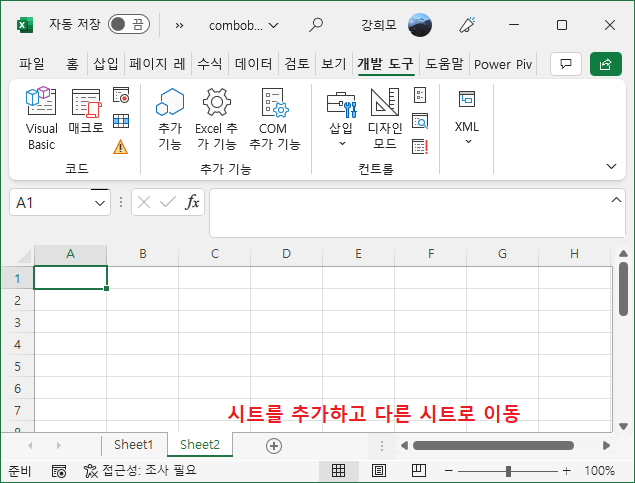 자동 저장 끔 » combob... 강희모
파일 홈 삽입 페이지 레 수식 데이터 검토 보기 개발 도구 도움말 Power Piv
Visual Basic
매크로
추가 기능
Excel 추가 기능
COM 추가 기능
삽입
디자인 모드
XML
코드 추가 기능 컨트롤
A1 fx
A B C D E F G H
1
2
3
4
5
6
7 시트를 추가하고 다른 시트로 이동
8
Sheet1 Sheet2
준비 접근성: 조사 필요 100%